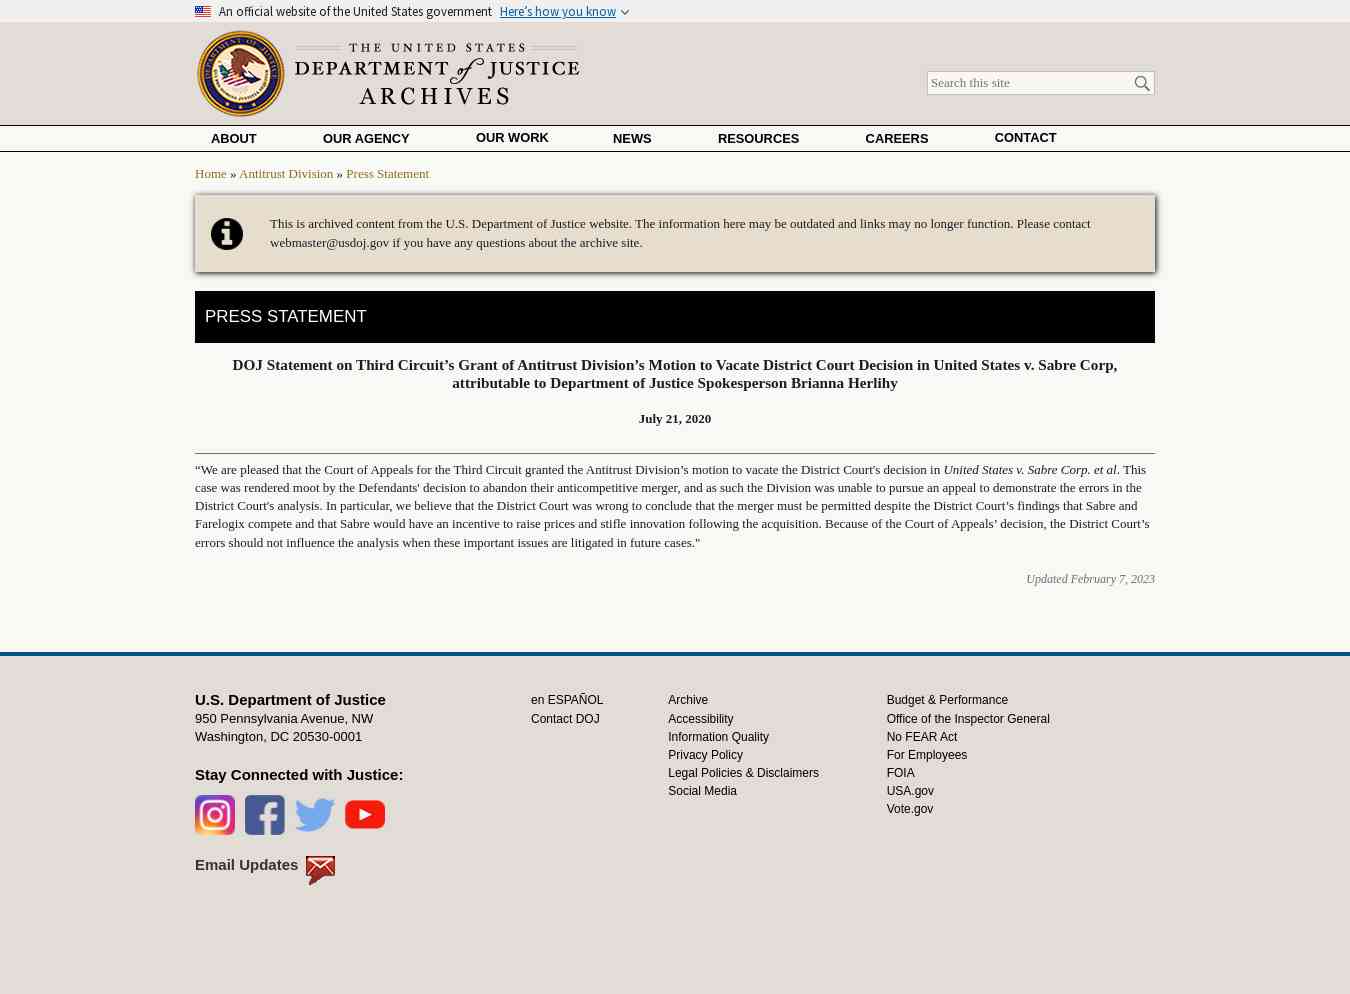 An official website of the United States government Here's how you know
THE UNITED STATES
DEPARTMENT of JUSTICE
ARCHIVES
Search this site
ABOUT OUR AGENCY OUR WORK NEWS RESOURCES CAREERS CONTACT
Home » Antitrust Division » Press Statement
This is archived content from the U.S. Department of Justice website. The information here may be outdated and links may no longer function. Please contact
webmaster@usdoj.gov if you have any questions about the archive site.
PRESS STATEMENT
DOJ Statement on Third Circuit’s Grant of Antitrust Division’s Motion to Vacate District Court Decision in United States v. Sabre Corp,
attributable to Department of Justice Spokesperson Brianna Herlihy
July 21, 2020
“We are pleased that the Court of Appeals for the Third Circuit granted the Antitrust Division’s motion to vacate the District Court's decision in United States v. Sabre Corp. et al. This
case was rendered moot by the Defendants' decision to abandon their anticompetitive merger, and as such the Division was unable to pursue an appeal to demonstrate the errors in the
District Court's analysis. In particular, we believe that the District Court was wrong to conclude that the merger must be permitted despite the District Court’s findings that Sabre and
Farelogix compete and that Sabre would have an incentive to raise prices and stifle innovation following the acquisition. Because of the Court of Appeals’ decision, the District Court’s
errors should not influence the analysis when these important issues are litigated in future cases."
Updated February 7, 2023
U.S. Department of Justice
950 Pennsylvania Avenue, NW
Washington, DC 20530-0001
Stay Connected with Justice:
Email Updates
en ESPAÑOL
Contact DOJ
Archive
Accessibility
Information Quality
Privacy Policy
Legal Policies & Disclaimers
Social Media
Budget & Performance
Office of the Inspector General
No FEAR Act
For Employees
FOIA
USA.gov
Vote.gov